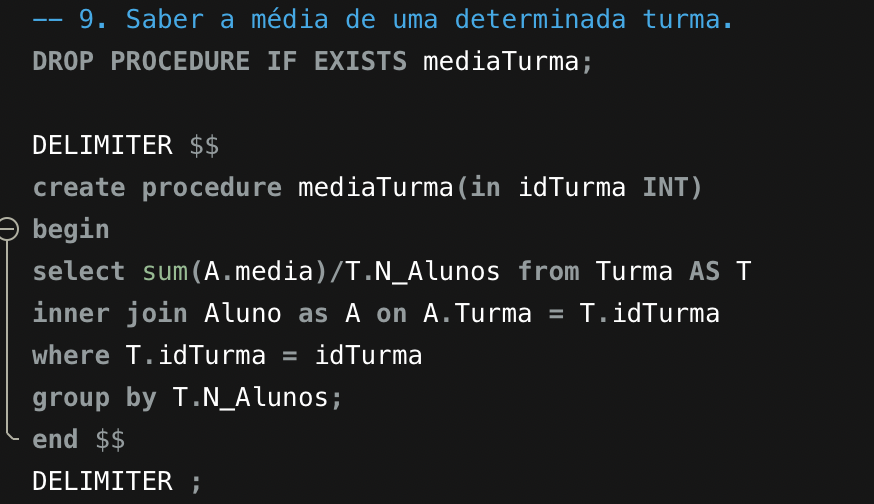 -- 9. Saber a média de uma determinada turma.
DROP PROCEDURE IF EXISTS mediaTurma;
DELIMITER $$
create procedure mediaTurma(in idTurma INT)
begin
select sum(A.media)/T.N_Alunos from Turma AS T
inner join Aluno as A on A.Turma = T.idTurma
where T.idTurma = idTurma
group by T.N_Alunos;
end $$
DELIMITER ;